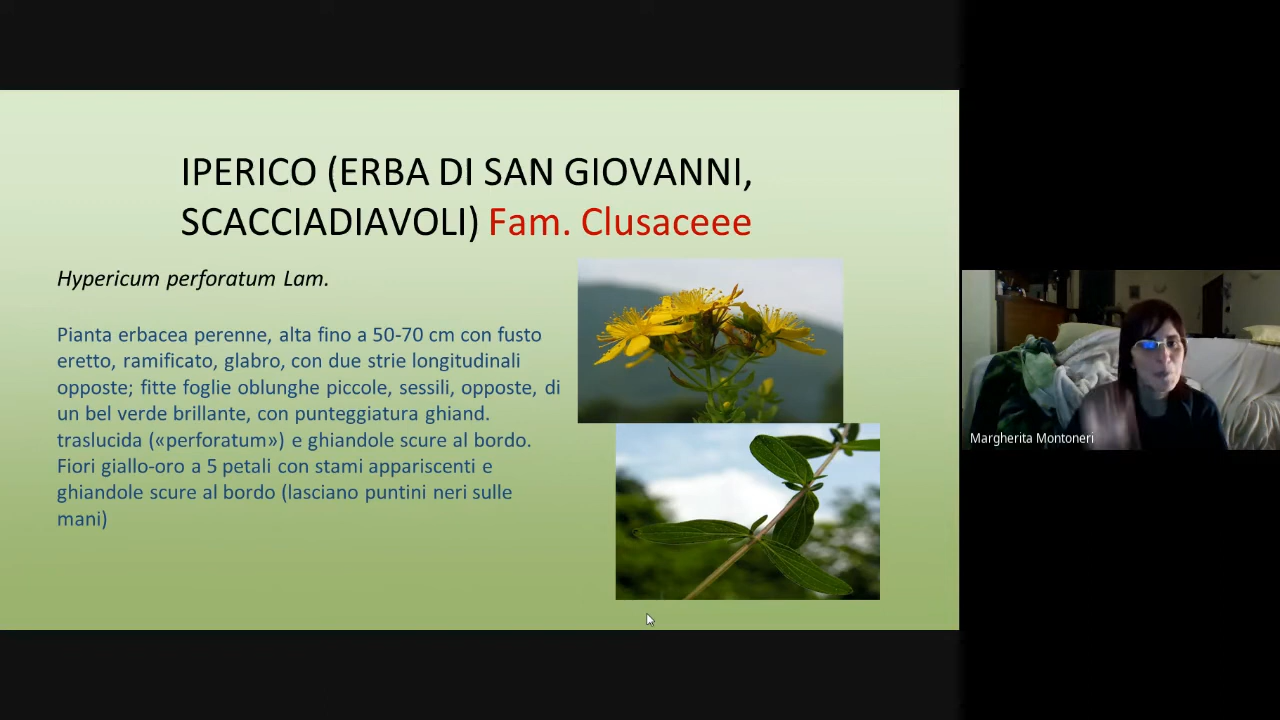 IPERICO (ERBA DI SAN GIOVANNI,
SCACCIADIAVOLI) Fam. Clusaceee
Hypericum perforatum Lam.
Pianta erbacea perenne, alta fino a 50-70 cm con fusto
eretto, ramificato, glabro, con due strie longitudinali
opposte; fitte foglie oblunghe piccole, sessili, opposte, di
un bel verde brillante, con punteggiatura ghiand.
traslucida («perforatum») e ghiandole scure al bordo.
Fiori giallo-oro a 5 petali con stami appariscenti e
ghiandole scure al bordo (lasciano puntini neri sulle
mani)
Margherita Montoneri